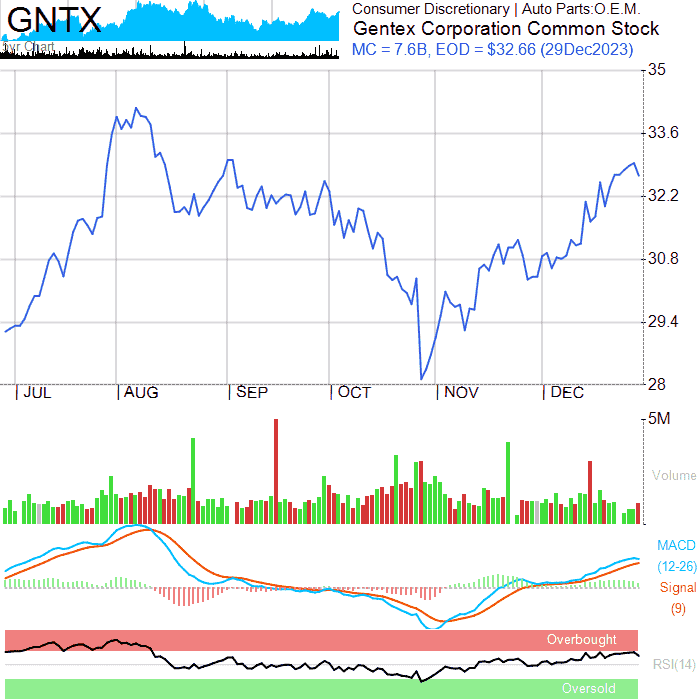 GNTX
5yr Chart
Consumer Discretionary | Auto Parts:O.E.M.
Gentex Corporation Common Stock
MC = 7.6B, EOD = $32.66 (29Dec2023)
35
33.6
32.2
30.8
29.4
28
JUL
AUG
SEP
OCT
NOV
DEC
5M
Volume
MACD
(12-26)
Signal
(9)
Overbought
RSI(14)
Oversold